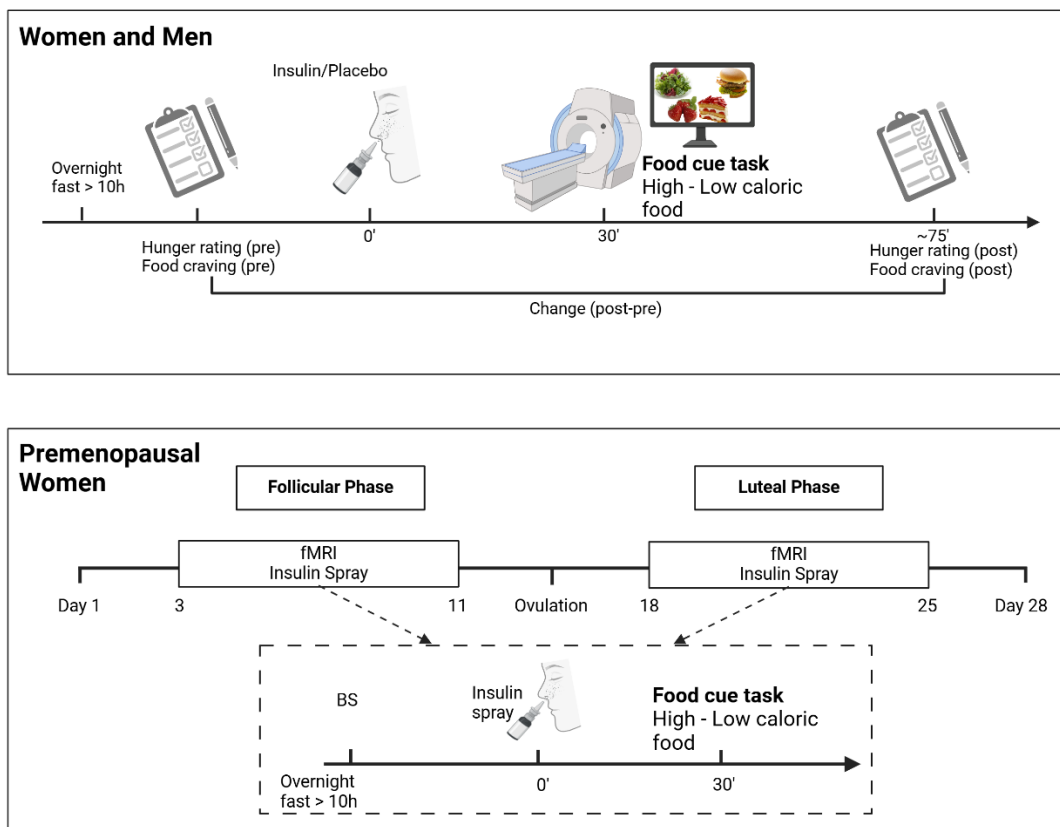 Women and Men
Insulin/Placebo
Overnight
fast > 10h
Food cue task
High - Low caloric
food
0'
30'
~75'
Hunger rating (pre)
Food craving (pre)
Hunger rating (post)
Food craving (post)
Change (post-pre)
Premenopausal
Women
Follicular Phase
Luteal Phase
fMRI
Insulin Spray
fMRI
Insulin Spray
Day 1
3
11
Ovulation
18
25
Day 28
BS
Insulin
spray
Food cue task
High - Low caloric
food
Overnight
fast > 10h
0'
30'